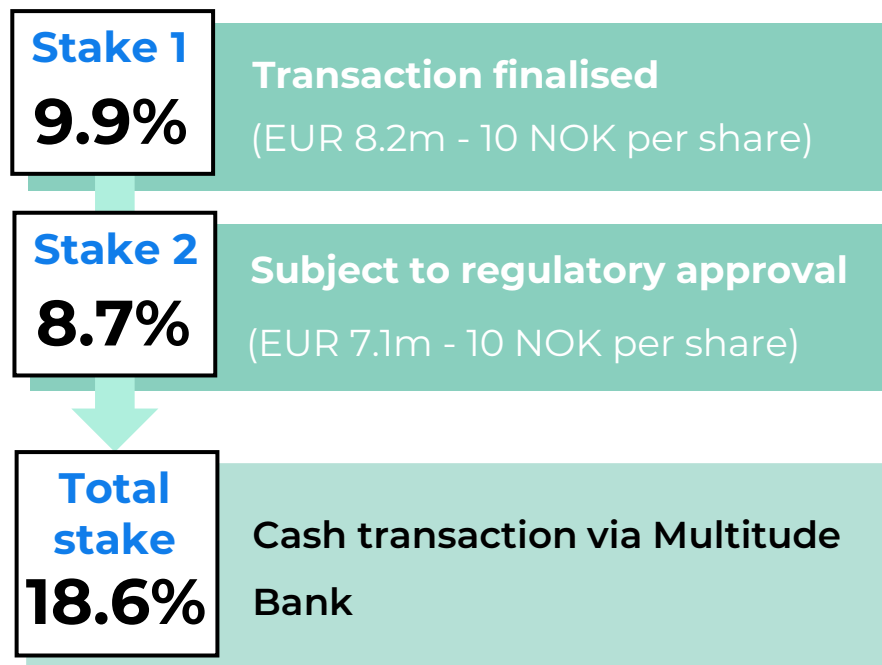 Stake 1
9.9%
Transaction finalised
(EUR 8.2m - 10 NOK per share)
Stake 2
8.7%
Subject to regulatory approval
(EUR 7.1m - 10 NOK per share)
Total
stake
18.6%
Cash transaction via Multitude
Bank